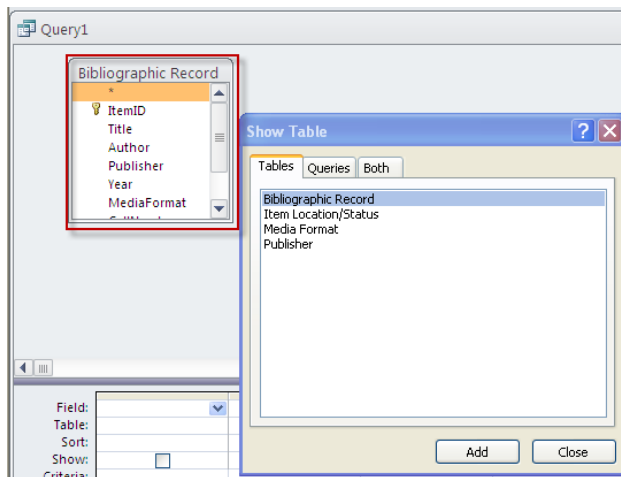 Query1
Bibliographic Record
*
ItemID
Title
Author
Publisher
Year
MediaFormat
Show Table
Tables Queries Both
Bibliographic Record
Item Location/Status
Media Format
Publisher
Add Close
Field:
Table:
Sort:
Show:
Criteria: